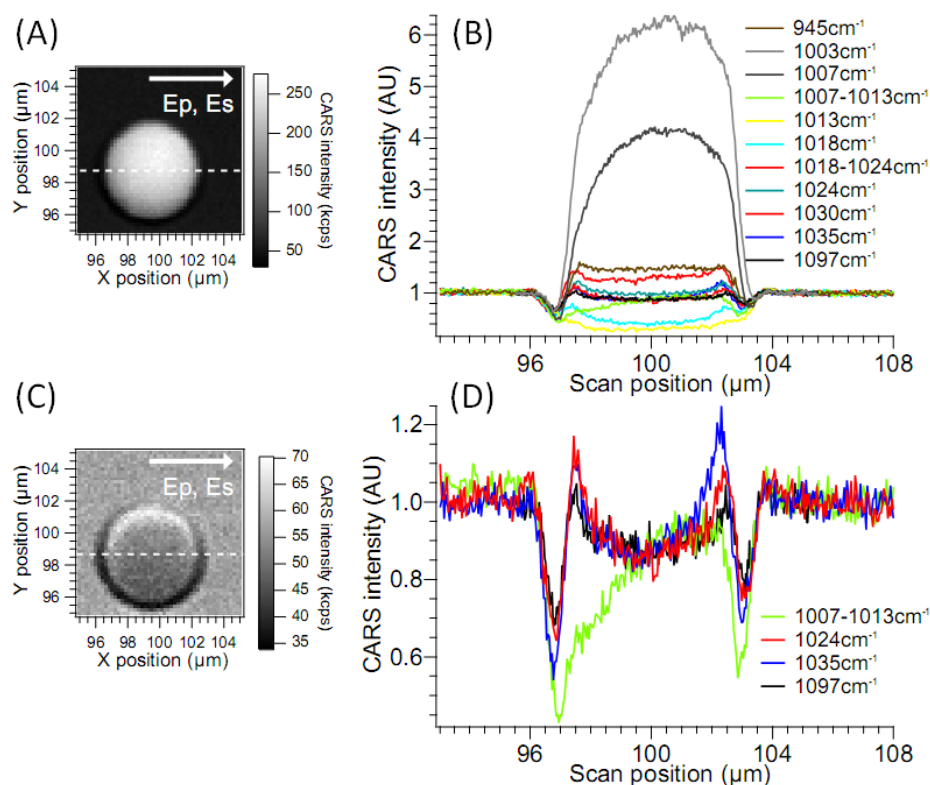 (A)
Ep, Es
104
102
100
98
96
Y position (µm)
96 98 100 102 104
X position (µm)
250
200
150
100
50
CARS intensity (kcps)
(B)
6
5
4
3
2
1
CARS intensity (AU)
96 100 104 108
Scan position (µm)
945cm-1
1003cm-1
1007cm-1
1007-1013cm-1
1013cm-1
1018cm-1
1018-1024cm-1
1024cm-1
1030cm-1
1035cm-1
1097cm-1
(C)
Ep, Es
104
102
100
98
96
Y position (µm)
96 98 100 102 104
X position (µm)
70
65
60
55
50
45
40
35
CARS intensity (kcps)
(D)
1.2
1.0
0.8
0.6
CARS intensity (AU)
96 100 104 108
Scan position (µm)
1007-1013cm-1
1024cm-1
1035cm-1
1097cm-1